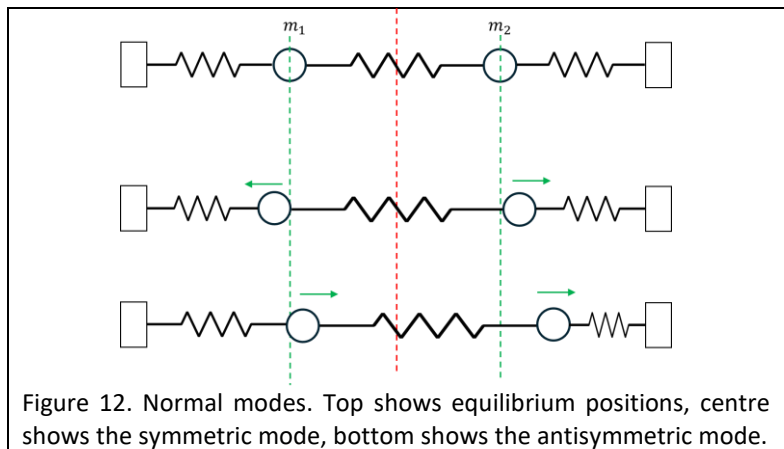 m₁ m₂
Figure 12. Normal modes. Top shows equilibrium positions, centre
shows the symmetric mode, bottom shows the antisymmetric mode.